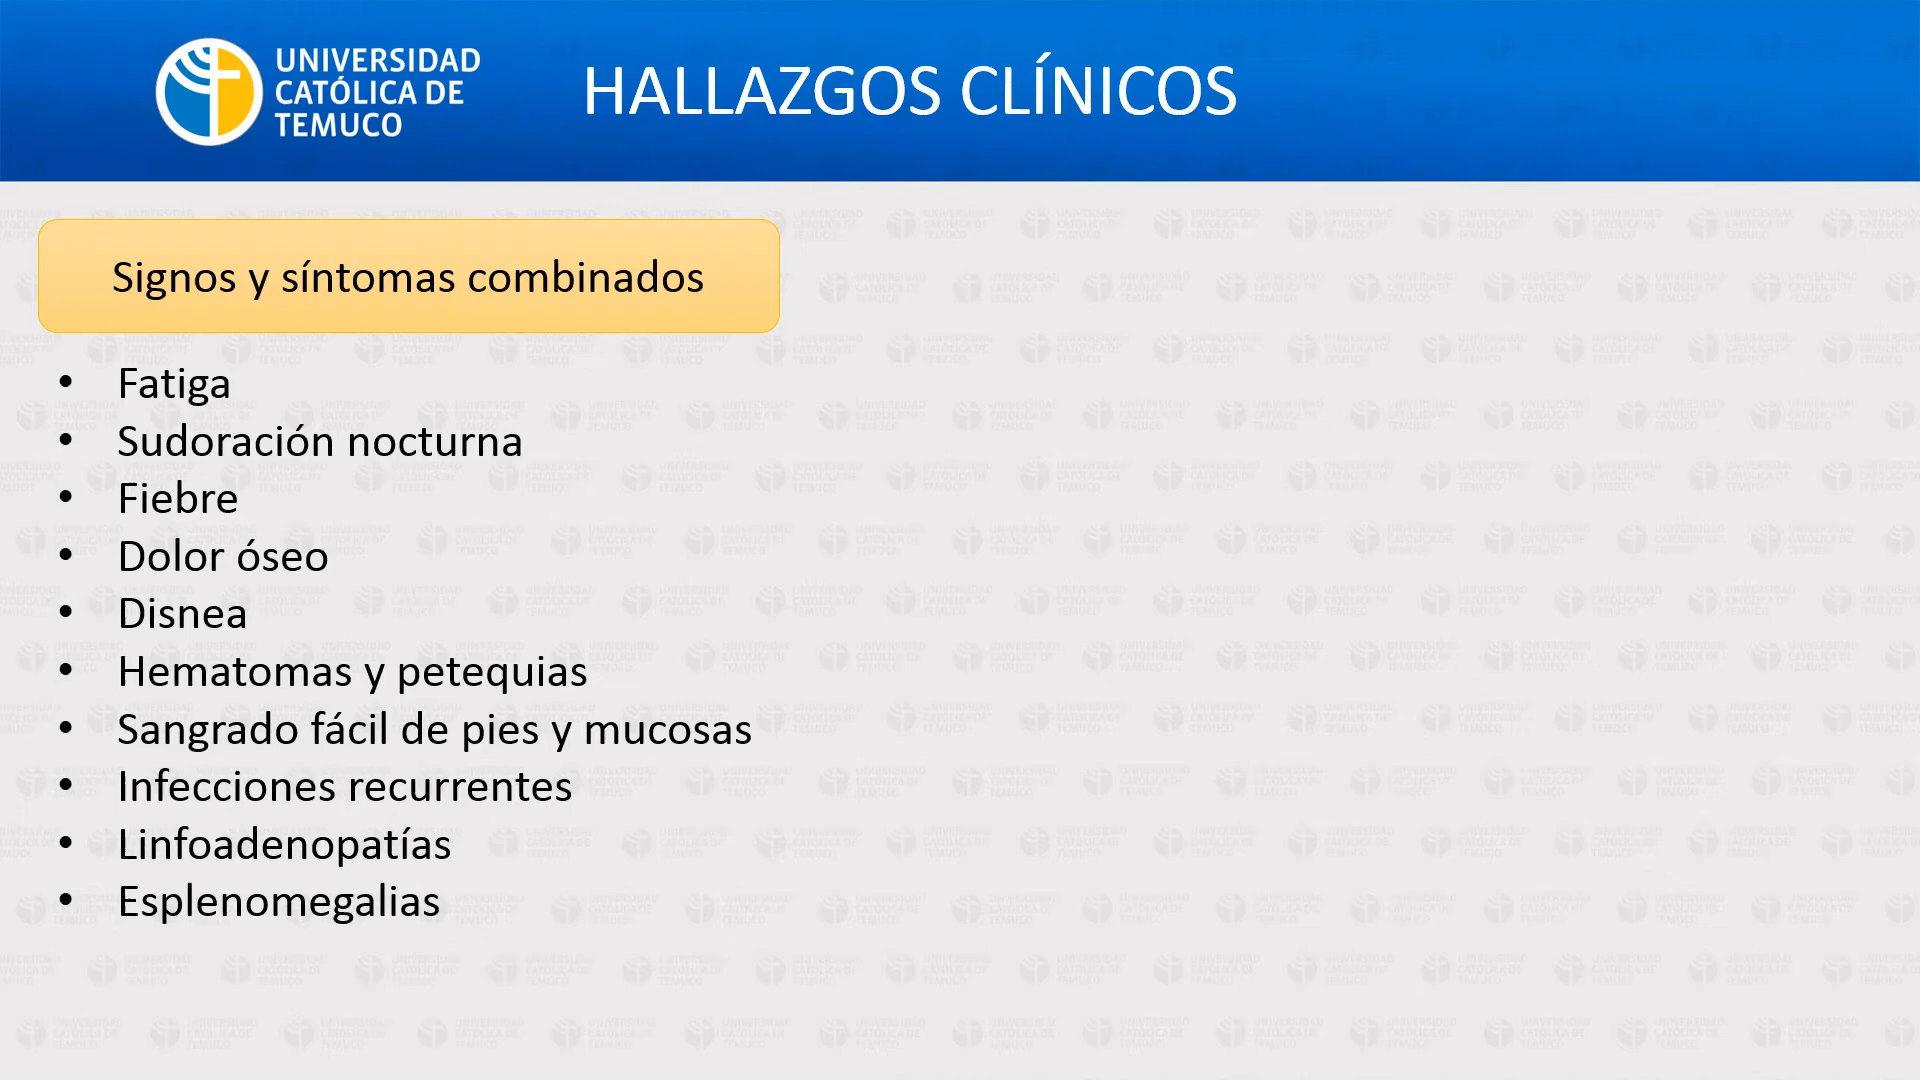 UNIVERSIDAD
CATÓLICA DE
TEMUCO
HALLAZGOS CLÍNICOS
Signos y síntomas combinados
• Fatiga
• Sudoración nocturna
• Fiebre
• Dolor óseo
• Disnea
• Hematomas y petequias
• Sangrado fácil de pies y mucosas
• Infecciones recurrentes
• Linfoadenopatías
• Esplenomegalias